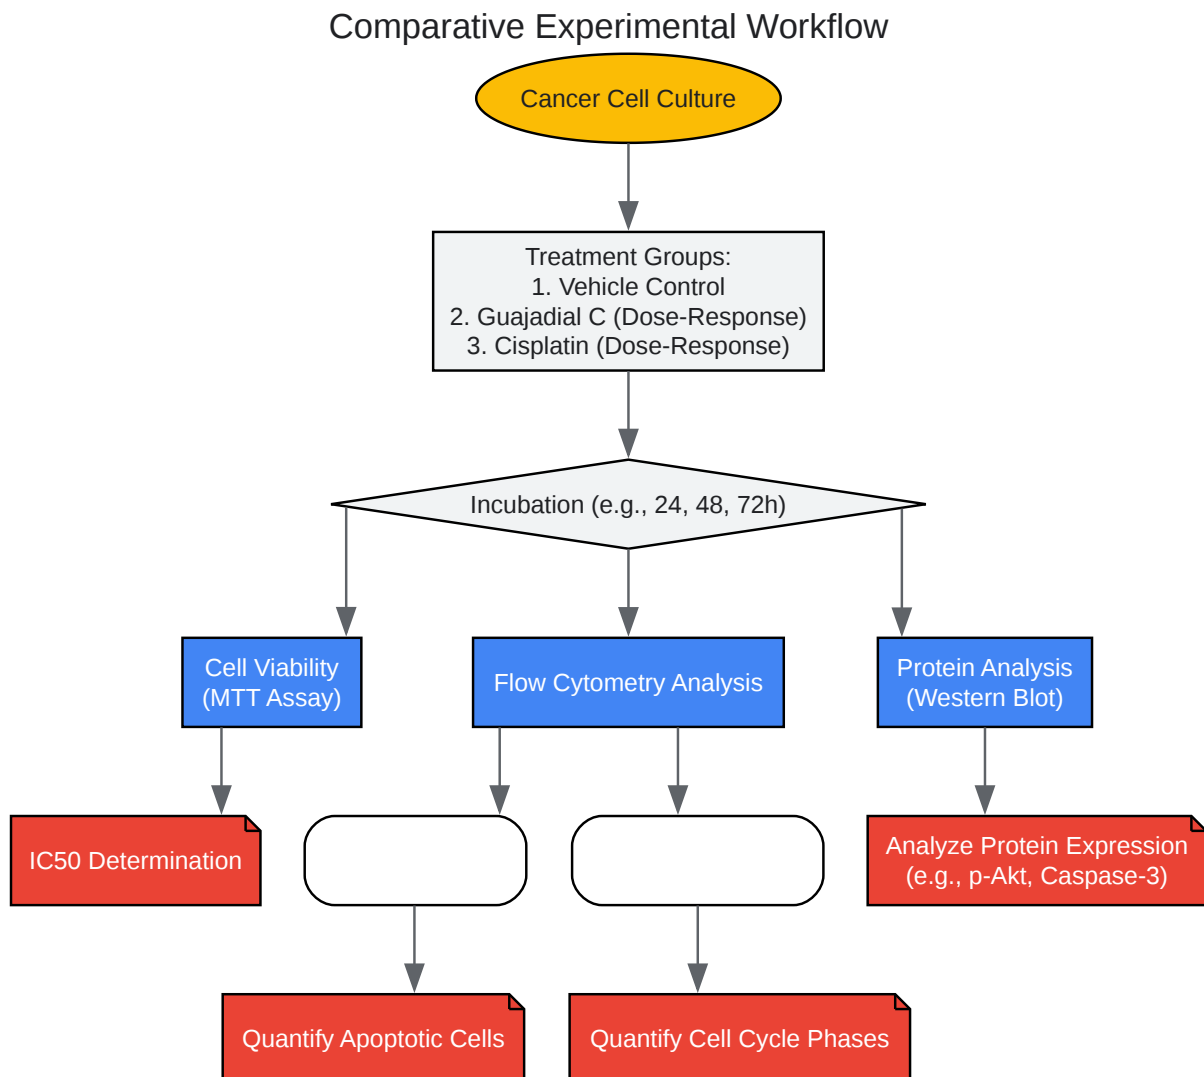 Comparative Experimental Workflow
Cancer Cell Culture
Treatment Groups:
1. Vehicle Control
2. Guajadial C (Dose-Response)
3. Cisplatin (Dose-Response)
Incubation (e.g., 24, 48, 72h)
Cell Viability
(MTT Assay)
Flow Cytometry Analysis
Protein Analysis
(Western Blot)
IC50 Determination
Analyze Protein Expression
(e.g., p-Akt, Caspase-3)
Quantify Apoptotic Cells
Quantify Cell Cycle Phases